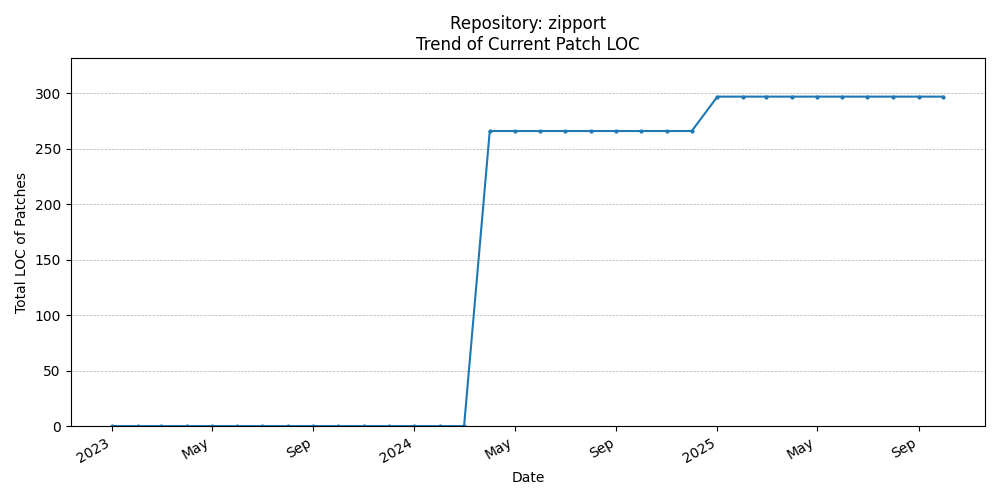 Repository: zipport
Trend of Current Patch LOC
Total LOC of Patches
300
250
200
150
100
50
0
2023
May
Sep
2024
May
Sep
2025
May
Sep
Date